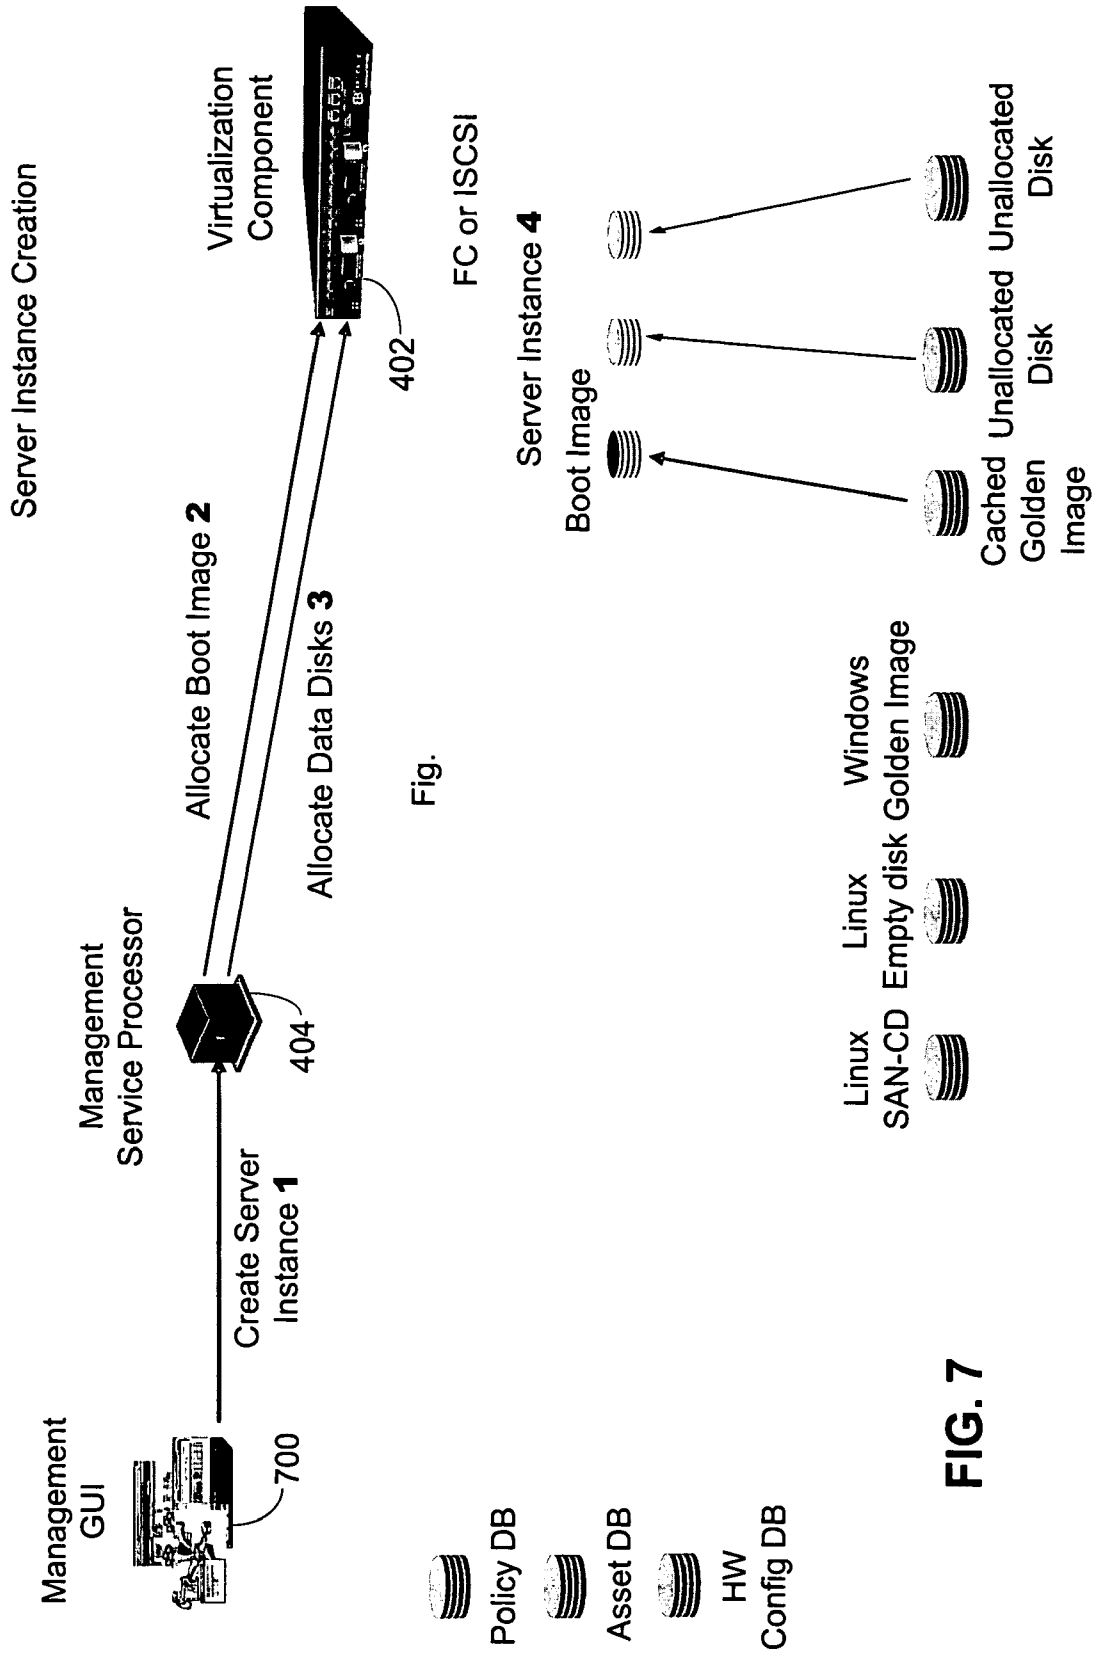 Server Instance Creation
Management
GUI
700
Create Server
Instance 1
Management
Service Processor
404
Allocate Boot Image 2
Allocate Data Disks 3
Virtualization
Component
402
Fig.
FC or ISCSI
Server Instance 4
Boot Image
Policy DB
Asset DB
HW
Config DB
Linux
SAN-CD
Linux
Empty disk
Windows
Golden Image
Cached
Golden
Image
Unallocated
Disk
Unallocated
Disk
FIG. 7